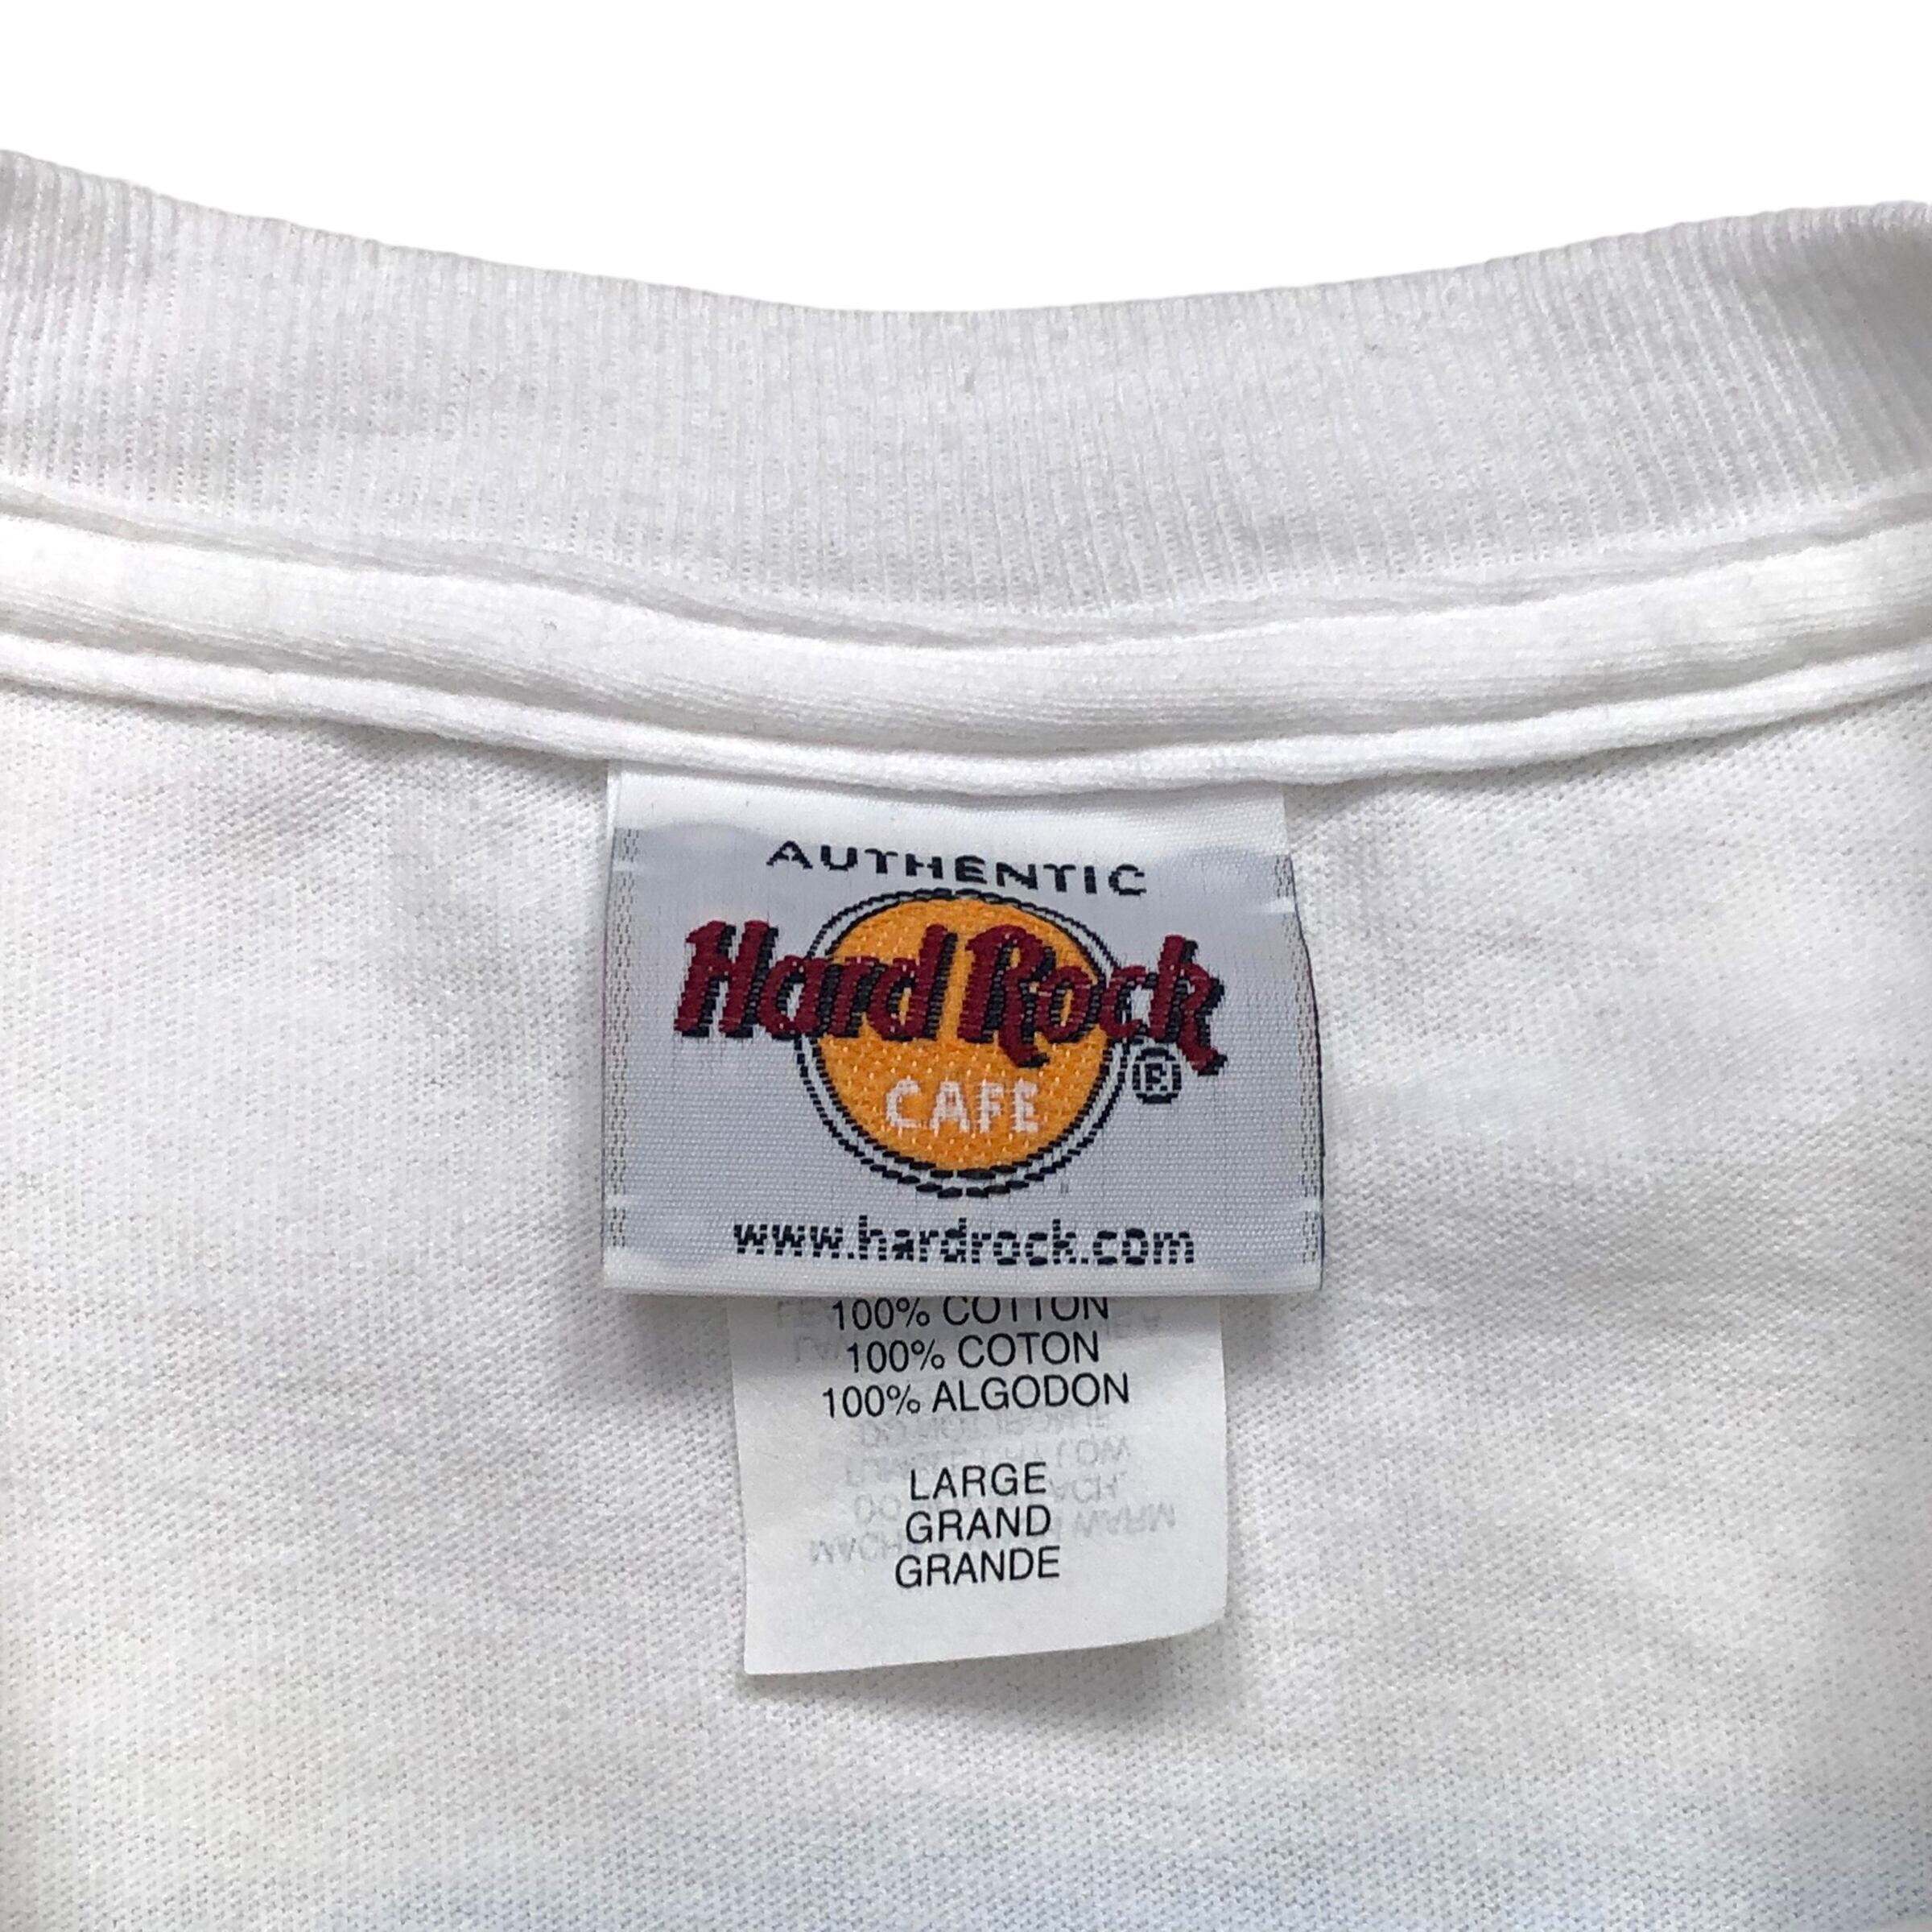 AUTHENTIC
Hard Rock ®
CAFE
www.hardrock.com
100% COTTON
100% COTON
100% ALGODON
LARGE
GRAND
GRANDE